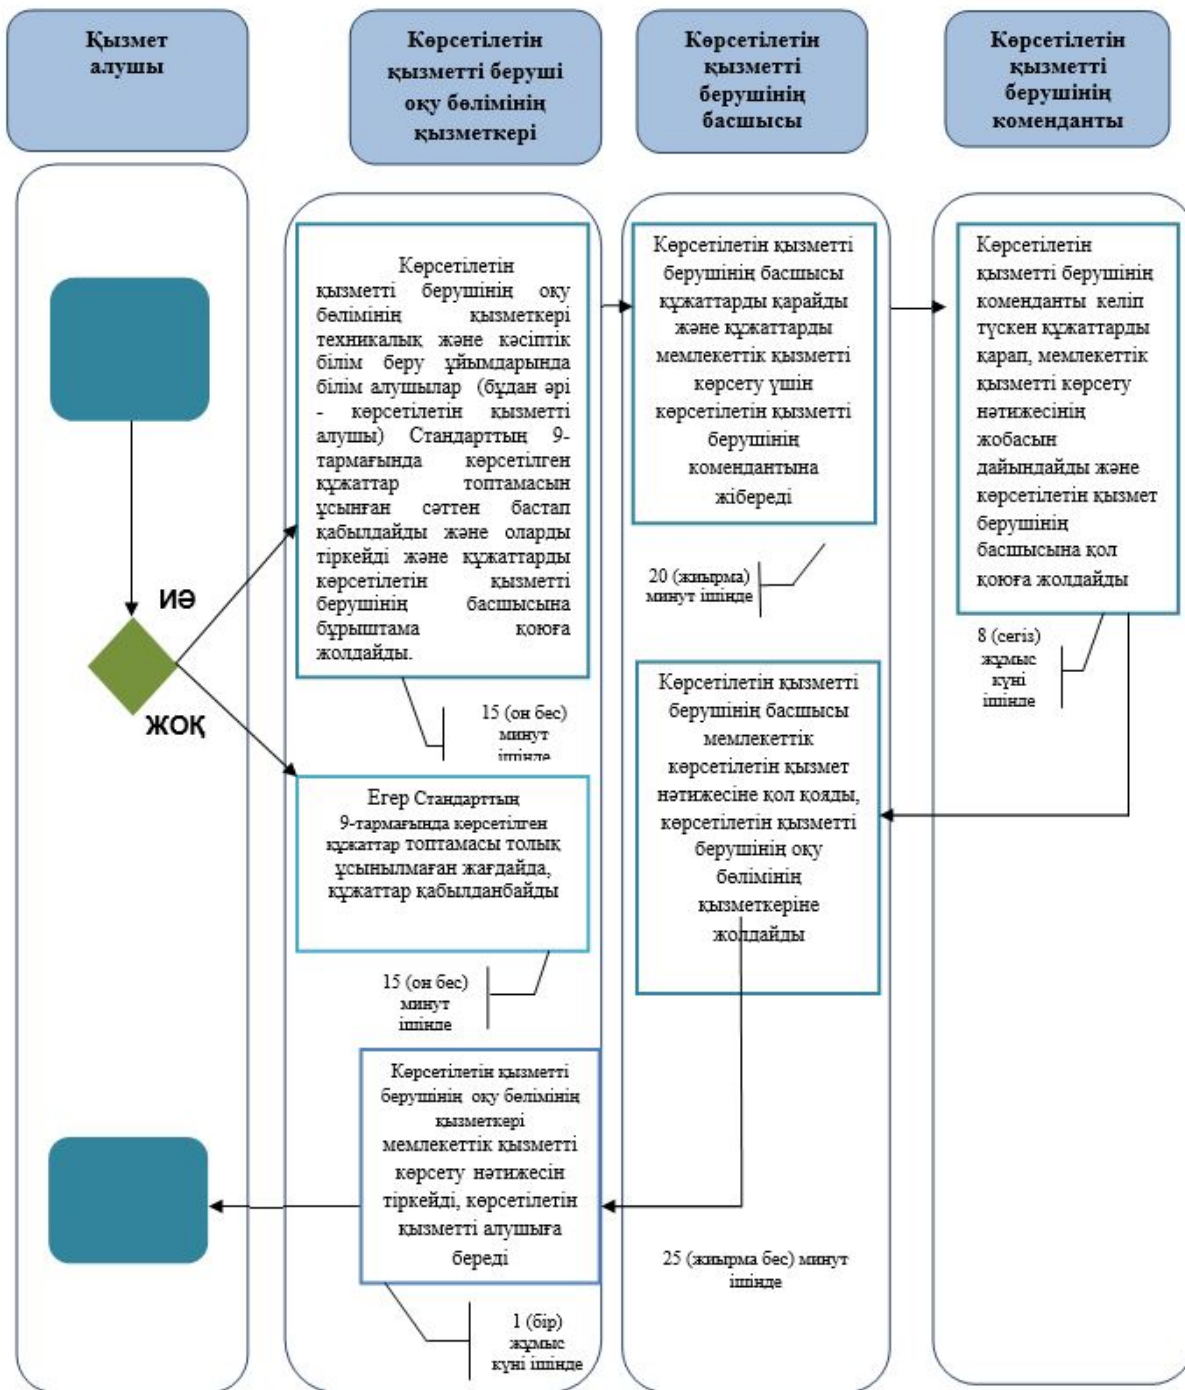 Қызмет
алушы
Көрсетілетін
қызметті беруші
оқу бөлімінің
қызметкері
Көрсетілетін
қызметті
берушінің
басшысы
Көрсетілетін
қызметті
берушінің
коменданты
Көрсетілетін
қызметті берушінің оқу
бөлімінің қызметкері
техникалық және кәсіптік
білім беру ұйымдарында
білім алушылар (бұдан әрі
- көрсетілетін қызметті
алушы) Стандарттың 9-
тармағында көрсетілген
құжаттар топтамасын
ұсынған сәттен бастап
қабылдайды және оларды
тіркейді және құжаттарды
көрсетілетін қызметті
берушінің басшысына
бұрыштама қоюға
жолдайды.
15 (он бес)
минут
ішінде
Көрсетілетін қызметті
берушінің басшысы
құжаттарды қарайды
және құжаттарды
мемлекеттік қызметті
көрсету үшін
көрсетілетін қызметті
берушінің
комендантына
жібереді
20 (жиырма)
минут ішінде
Көрсетілетін
қызметті берушінің
коменданты келіп
түскен құжаттарды
қарап, мемлекеттік
қызметті көрсету
нәтижесінің
жобасын
дайындайды және
көрсетілетін қызмет
берушінің
басшысына қол
қоюға жолдайды
8 (сегіз)
жұмыс
күні
ішінде
ИӘ
ЖОҚ
Егер Стандарттың
9-тармағында көрсетілген
құжаттар топтамасы толық
ұсынылмаған жағдайда,
құжаттар қабылданбайды
15 (он бес)
минут
ішінде
Көрсетілетін қызметті
берушінің басшысы
мемлекеттік
көрсетілетін қызмет
нәтижесіне қол қояды,
көрсетілетін қызметті
берушінің оқу
бөлімінің
қызметкеріне
жолдайды
25 (жиырма бес) минут
ішінде
Көрсетілетін қызметті
берушінің оқу бөлімінің
қызметкері
мемлекеттік қызметті
көрсету нәтижесін
тіркейді, көрсетілетін
қызметті алушыға
береді
1 (бір)
жұмыс
күні ішінде